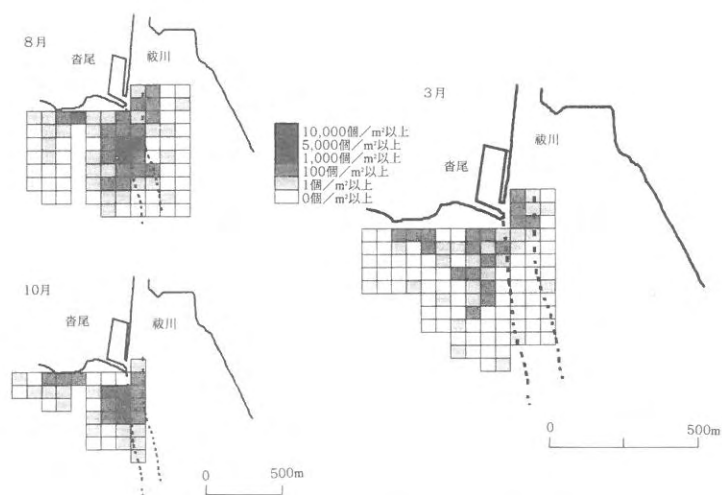 8月
沓尾
祓川
10,000個/m²以上
5,000個/m²以上
1,000個/m²以上
100個/m²以上
1個/m²以上
0個/m²以上
3月
沓尾
祓川
10月
沓尾
祓川
0 500m
0 500m